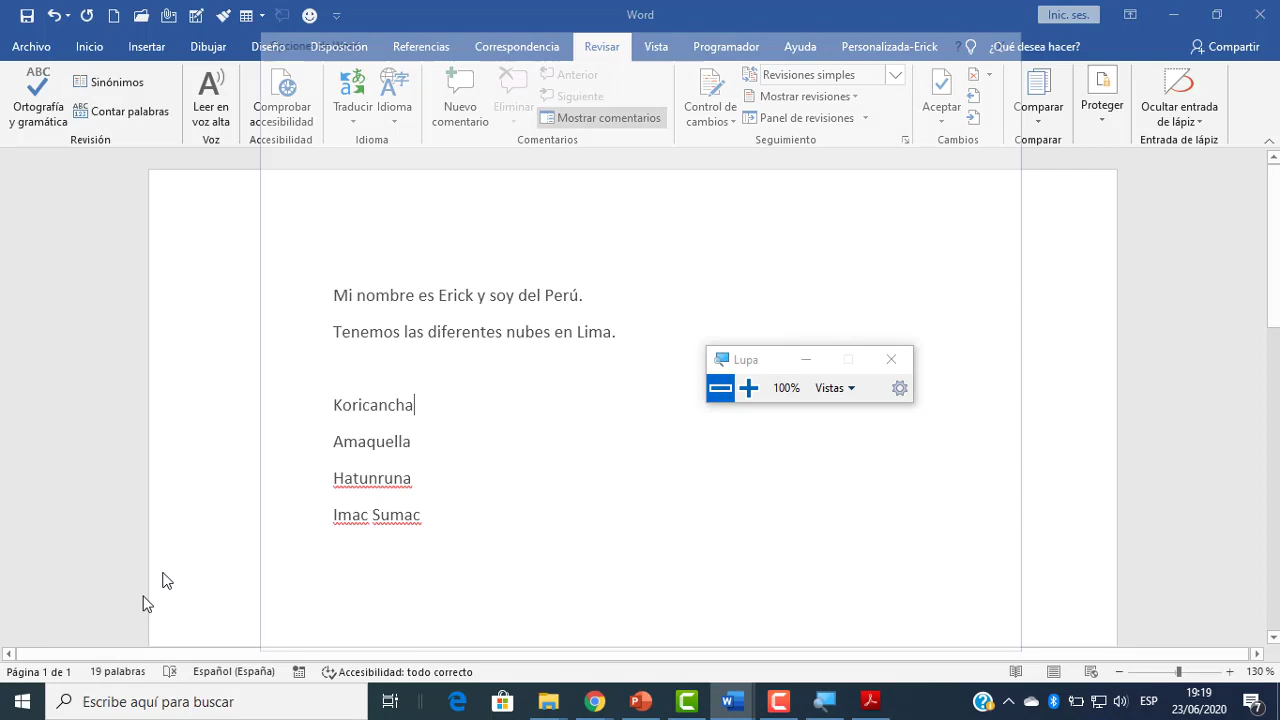 Word
Inic. ses.
Archivo Inicio Insertar Dibujar Diseño Disposición Referencias Correspondencia Revisar Vista Programador Ayuda Personalizada-Erick ? ¿Qué desea hacer? Compartir
ABC
Ortografía y gramática
Sinónimos
Contar palabras
Revisión
Leer en voz alta
Voz
Comprobar accesibilidad
Accesibilidad
Traducir
Idioma
Idioma
Nuevo comentario
Eliminar
Anterior
Siguiente
Mostrar comentarios
Comentarios
Control de cambios
Revisiones simples
Mostrar revisiones
Panel de revisiones
Seguimiento
Aceptar
Cambios
Comparar
Comparar
Proteger
Ocultar entrada de lápiz
Entrada de lápiz
Mi nombre es Erick y soy del Perú.
Tenemos las diferentes nubes en Lima.
Koricancha
Amaquella
Hatunruna
Imac Sumac
Lupa
100% Vistas
Página 1 de 1 19 palabras Español (España) Accesibilidad: todo correcto 130 %
Escribe aquí para buscar
ESP
19:19
23/06/2020
7